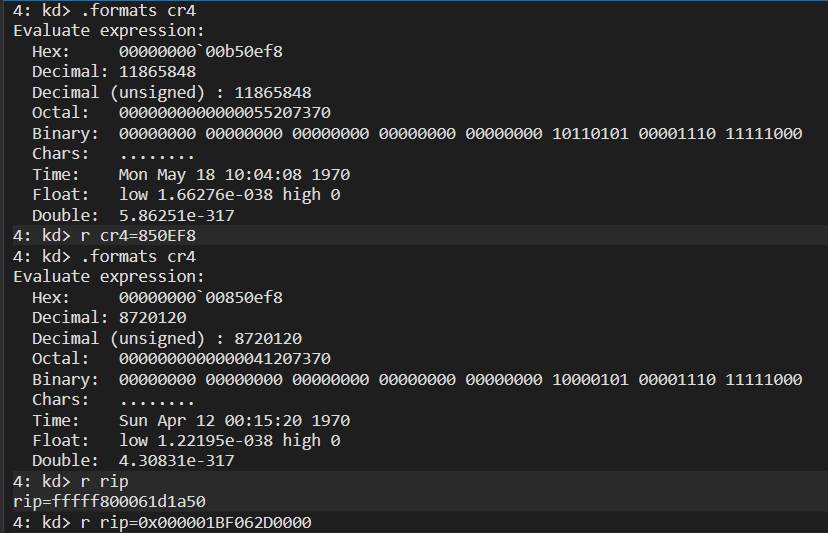 4: kd> .formats cr4
Evaluate expression:
  Hex:     00000000`00b50ef8
  Decimal: 11865848
  Decimal (unsigned) : 11865848
  Octal:   0000000000000055207370
  Binary:  00000000 00000000 00000000 00000000 00000000 10110101 00001110 11111000
  Chars:   ........
  Time:    Mon May 18 10:04:08 1970
  Float:   low 1.66276e-038 high 0
  Double:  5.86251e-317
4: kd> r cr4=850EF8
4: kd> .formats cr4
Evaluate expression:
  Hex:     00000000`00850ef8
  Decimal: 8720120
  Decimal (unsigned) : 8720120
  Octal:   0000000000000041207370
  Binary:  00000000 00000000 00000000 00000000 00000000 10000101 00001110 11111000
  Chars:   ........
  Time:    Sun Apr 12 00:15:20 1970
  Float:   low 1.22195e-038 high 0
  Double:  4.30831e-317
4: kd> r rip
rip=fffff800061d1a50
4: kd> r rip=0x000001BF062D0000